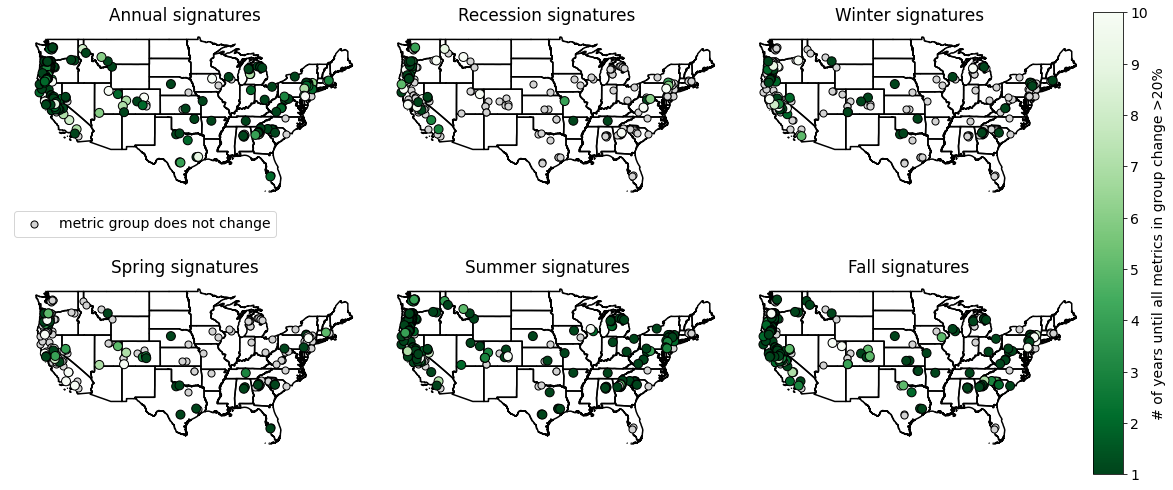 Annual signatures
Recession signatures
Winter signatures
metric group does not change
Spring signatures
Summer signatures
Fall signatures
10
9
8
7
6
5
4
3
2
1
# of years until all metrics in group change >20%